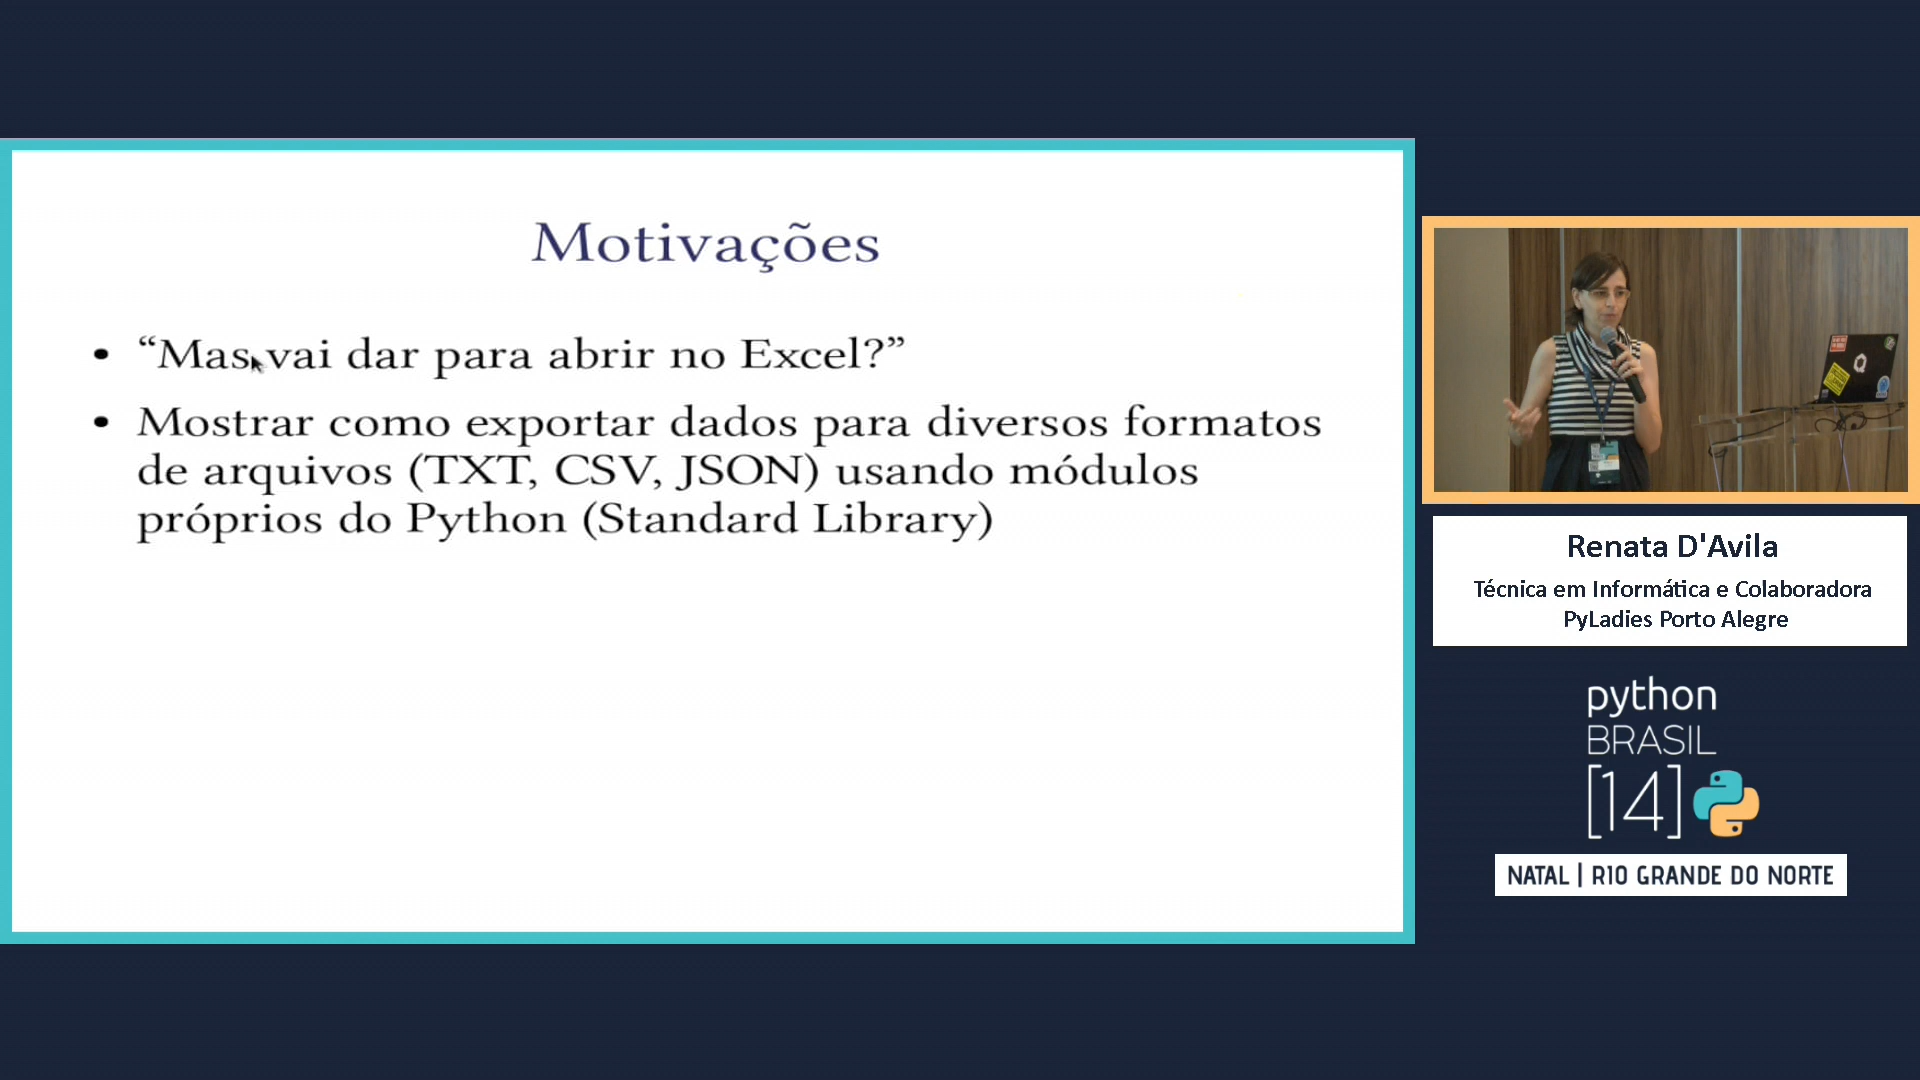 Motivações
• “Mas vai dar para abrir no Excel?”
• Mostrar como exportar dados para diversos formatos
de arquivos (TXT, CSV, JSON) usando módulos
próprios do Python (Standard Library)
Renata D'Avila
Técnica em Informática e Colaboradora
PyLadies Porto Alegre
python
BRASIL
[14]
NATAL | RIO GRANDE DO NORTE